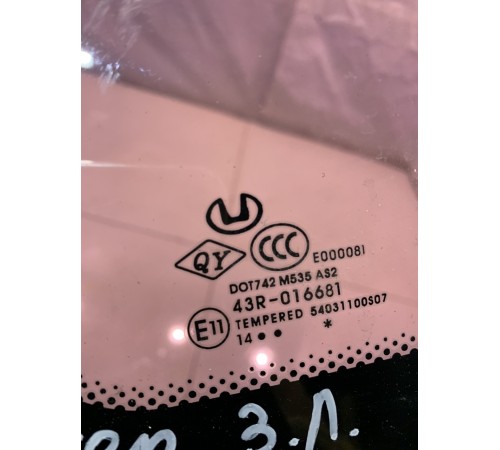 QY CCC E000081
DOT742 M535 AS2
43R-016681
E11 TEMPERED 54031100S07
14 ● ● *
З.Л.